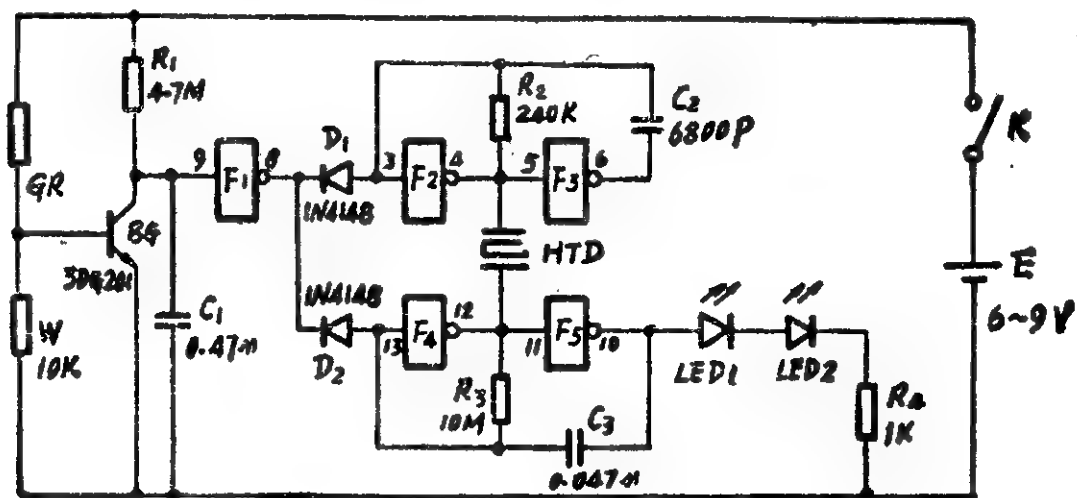 R1
4.7M
GR
BG
3DG201
W
10K
C1
0.47μ
9
F1
8
D1
1N4148
1N4148
D2
3
F2
4
R2
240K
5
F3
6
C2
6800P
HTD
13
F4
12
11
F5
10
R3
10M
C3
0.047μ
LED1
LED2
R4
1K
K
E
6~9V